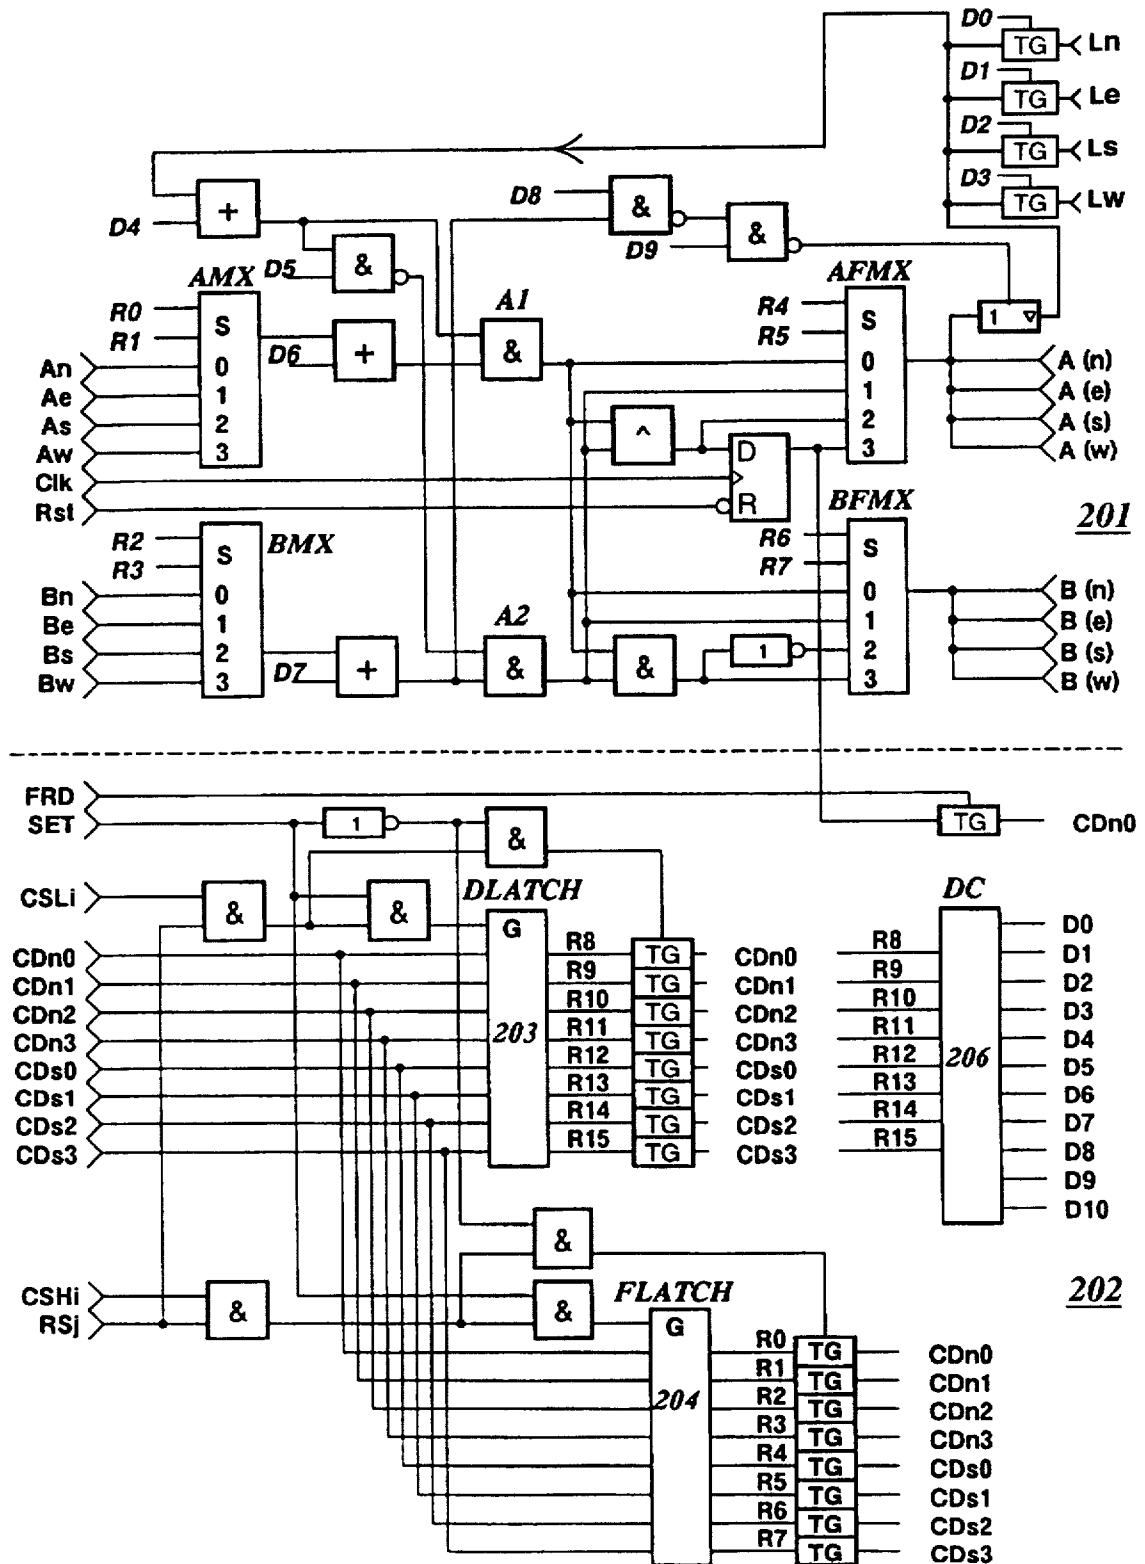 D0
TG Ln
D1
TG Le
D2
TG Ls
D3
TG Lw
D4 +
D8 &
D9 &
D5 &
AMX
R0
R1
S
0
1
2
3
An
Ae
As
Aw
Clk
Rst
D6 +
A1
&
^
D
R
AFMX
R4
R5
S
0
1
2
3
1 ▽
A (n)
A (e)
A (s)
A (w)
201
BMX
R2
R3
S
0
1
2
3
Bn
Be
Bs
Bw
D7 +
A2
&
&
1
BFMX
R6
R7
S
0
1
2
3
B (n)
B (e)
B (s)
B (w)
FRD
SET
1
&
TG CDn0
CSLi
&
&
DLATCH
G
203
CDn0
CDn1
CDn2
CDn3
CDs0
CDs1
CDs2
CDs3
R8 TG CDn0
R9 TG CDn1
R10 TG CDn2
R11 TG CDn3
R12 TG CDs0
R13 TG CDs1
R14 TG CDs2
R15 TG CDs3
DC
206
R8
R9
R10
R11
R12
R13
R14
R15
D0
D1
D2
D3
D4
D5
D6
D7
D8
D9
D10
&
CSHi
RSj
&
&
FLATCH
G
204
202
R0 TG CDn0
R1 TG CDn1
R2 TG CDn2
R3 TG CDn3
R4 TG CDs0
R5 TG CDs1
R6 TG CDs2
R7 TG CDs3